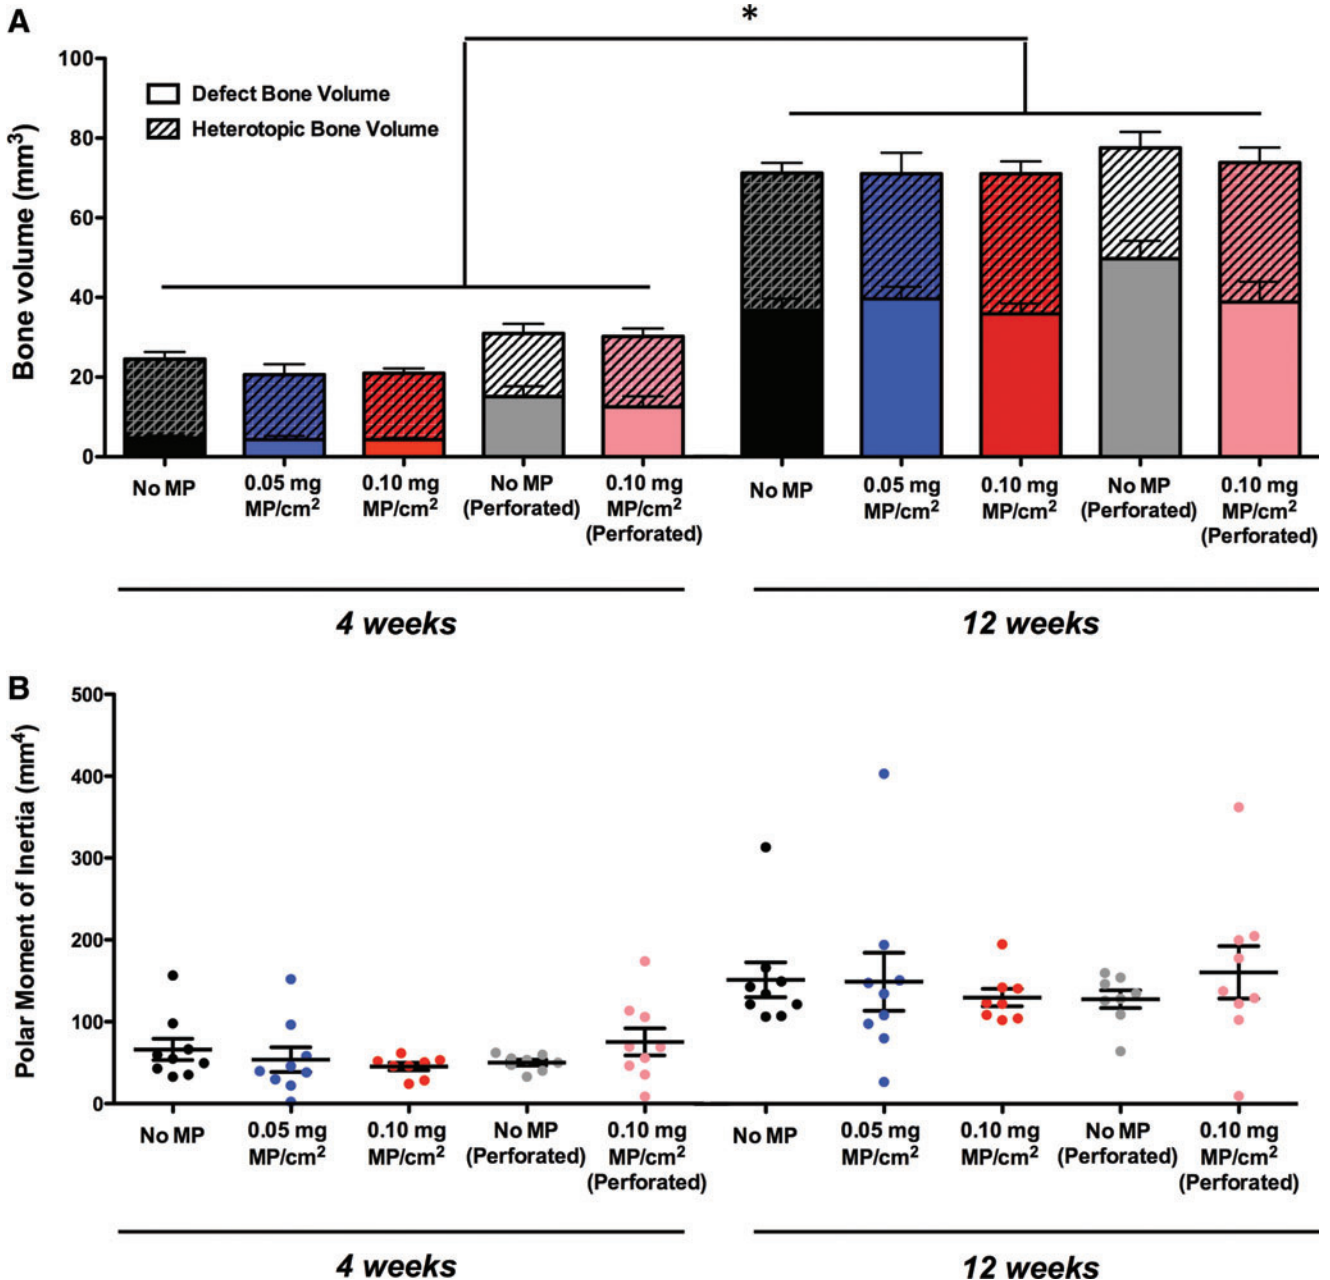 A
*
Bone volume (mm³)
100
80
60
40
20
0
Defect Bone Volume
Heterotopic Bone Volume
No MP
0.05 mg
MP/cm²
0.10 mg
MP/cm²
No MP
(Perforated)
0.10 mg
MP/cm²
(Perforated)
No MP
0.05 mg
MP/cm²
0.10 mg
MP/cm²
No MP
(Perforated)
0.10 mg
MP/cm²
(Perforated)
4 weeks
12 weeks
B
Polar Moment of Inertia (mm⁴)
500
400
300
200
100
0
No MP
0.05 mg
MP/cm²
0.10 mg
MP/cm²
No MP
(Perforated)
0.10 mg
MP/cm²
(Perforated)
No MP
0.05 mg
MP/cm²
0.10 mg
MP/cm²
No MP
(Perforated)
0.10 mg
MP/cm²
(Perforated)
4 weeks
12 weeks